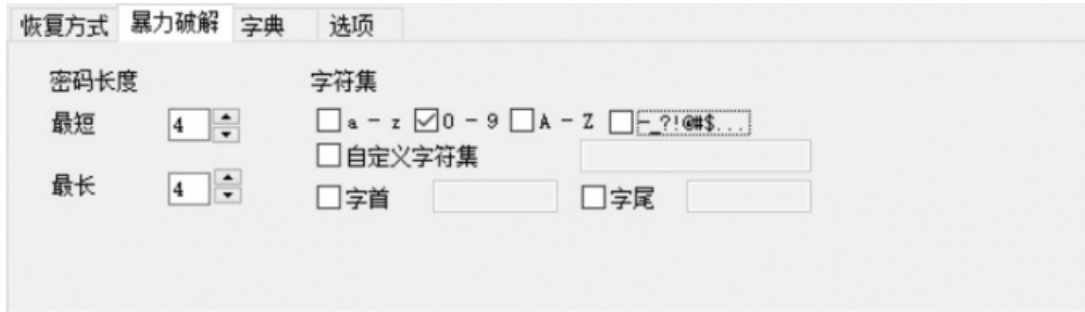 恢复方式 暴力破解 字典 选项
密码长度 字符集
最短 4 a - z 0 - 9 A - Z -_?!@#$...
自定义字符集
最长 4 字首 字尾